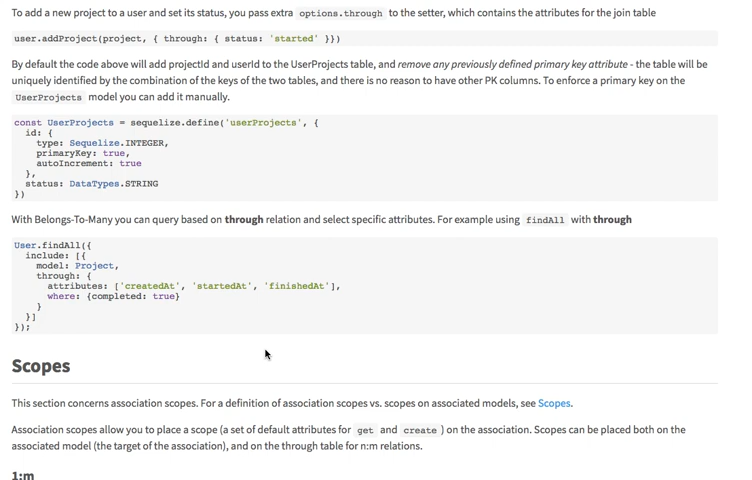 To add a new project to a user and set its status, you pass extra options.through to the setter, which contains the attributes for the join table
user.addProject(project, { through: { status: 'started' }})
By default the code above will add projectId and userId to the UserProjects table, and remove any previously defined primary key attribute - the table will be
uniquely identified by the combination of the keys of the two tables, and there is no reason to have other PK columns. To enforce a primary key on the
UserProjects model you can add it manually.
const UserProjects = sequelize.define('userProjects', {
  id: {
    type: Sequelize.INTEGER,
    primaryKey: true,
    autoIncrement: true
  },
  status: DataTypes.STRING
})
With Belongs-To-Many you can query based on through relation and select specific attributes. For example using findAll with through
User.findAll({
  include: [{
    model: Project,
    through: {
      attributes: ['createdAt', 'startedAt', 'finishedAt'],
      where: {completed: true}
    }
  }]
});
Scopes
This section concerns association scopes. For a definition of association scopes vs. scopes on associated models, see Scopes.
Association scopes allow you to place a scope (a set of default attributes for get and create ) on the association. Scopes can be placed both on the
associated model (the target of the association), and on the through table for n:m relations.
1:m